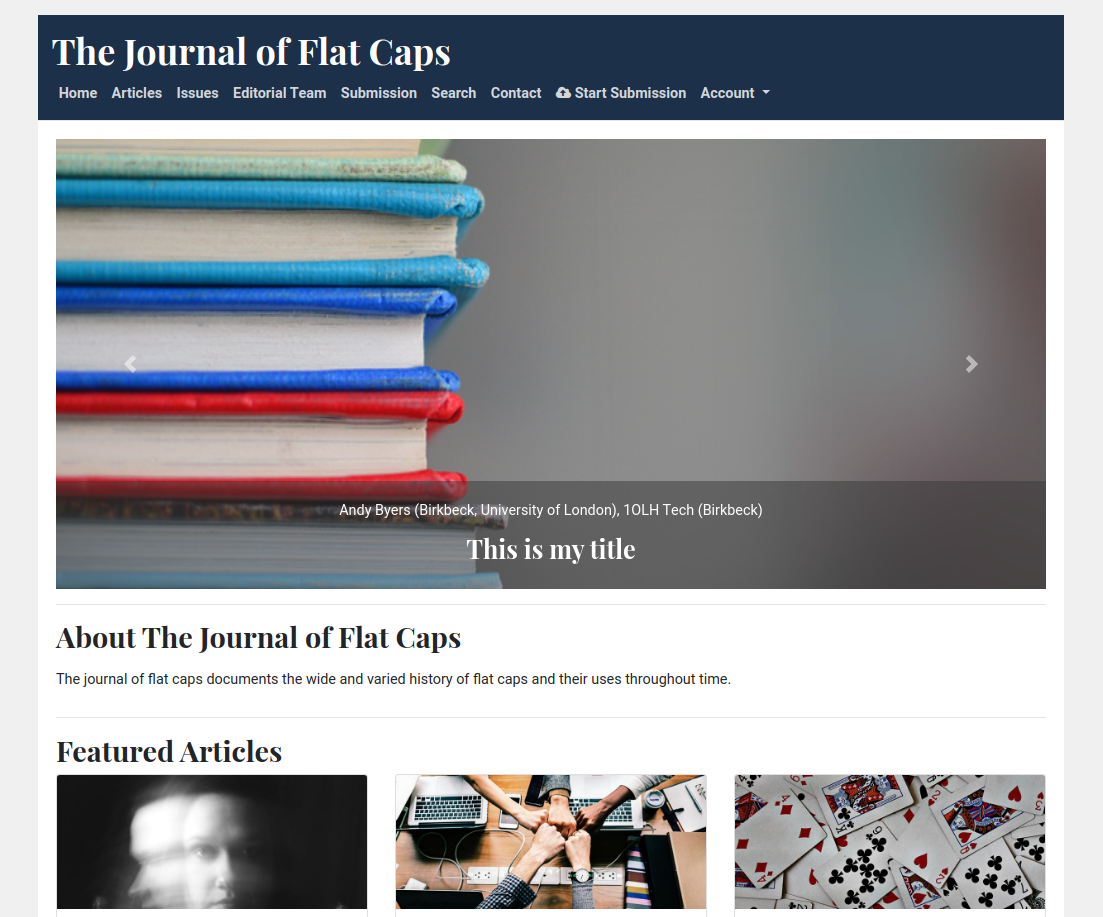 The Journal of Flat Caps
Home Articles Issues Editorial Team Submission Search Contact Start Submission Account
Andy Byers (Birkbeck, University of London), 1OLH Tech (Birkbeck)
This is my title
About The Journal of Flat Caps
The journal of flat caps documents the wide and varied history of flat caps and their uses throughout time.
Featured Articles